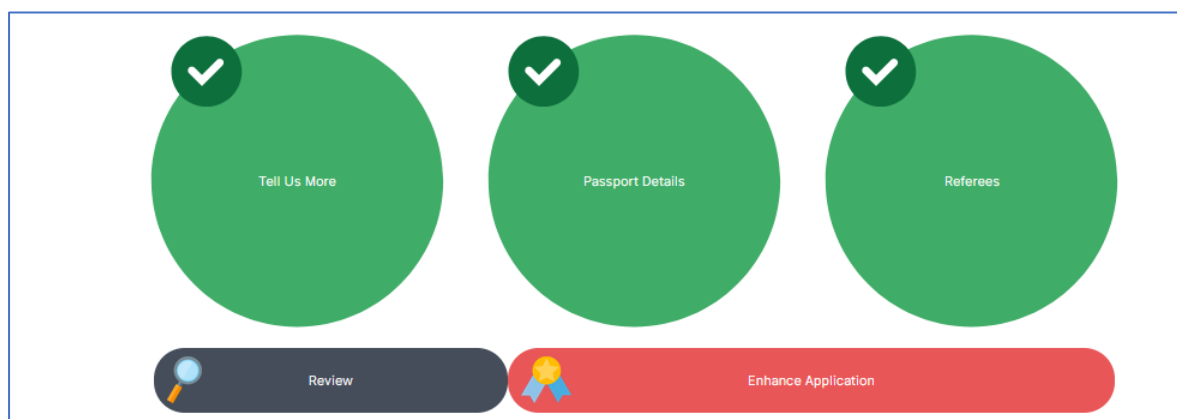 Tell Us More
Passport Details
Referees
Review
Enhance Application